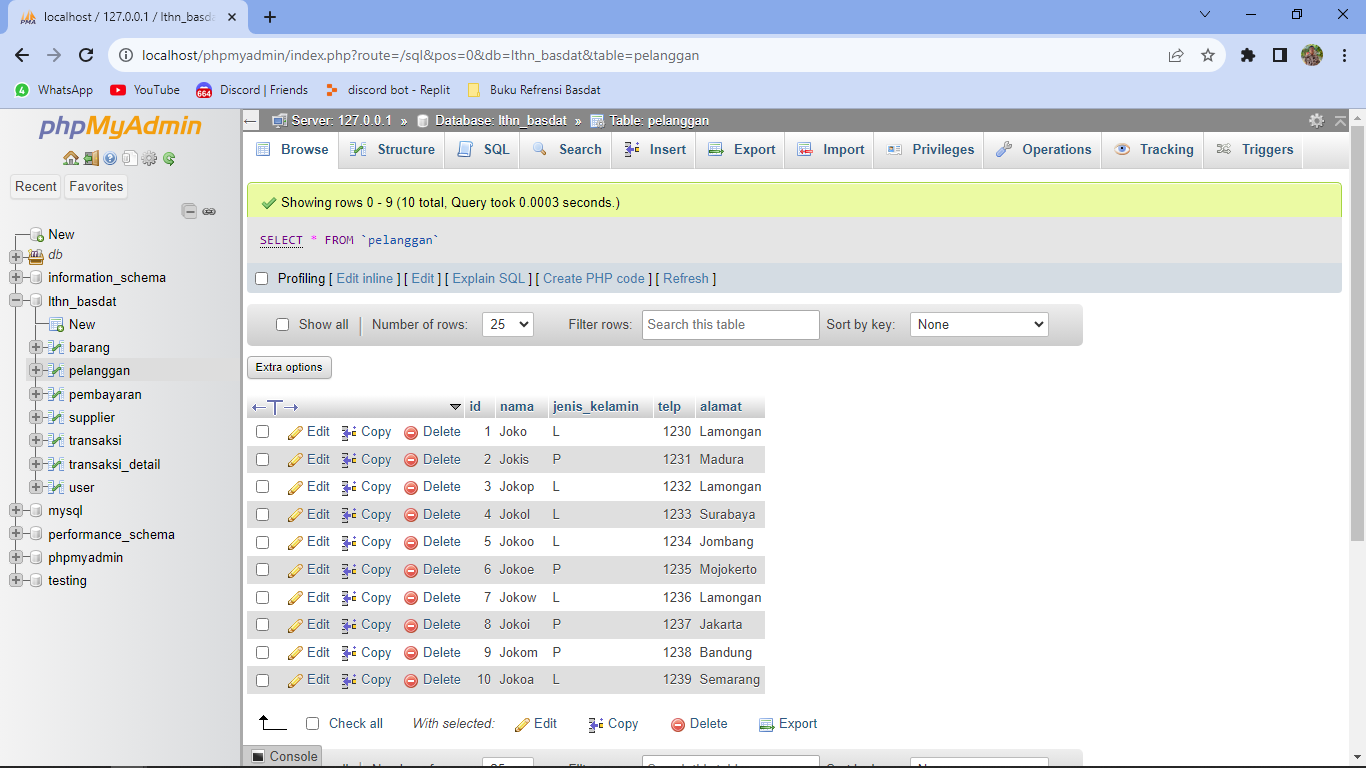 localhost / 127.0.0.1 / lthn_basda
localhost/phpmyadmin/index.php?route=/sql&pos=0&db=lthn_basdat&table=pelanggan
WhatsApp YouTube Discord | Friends discord bot - Replit Buku Refrensi Basdat
phpMyAdmin
Recent Favorites
New
db
information_schema
lthn_basdat
New
barang
pelanggan
pembayaran
supplier
transaksi
transaksi_detail
user
mysql
performance_schema
phpmyadmin
testing
Server: 127.0.0.1 » Database: lthn_basdat » Table: pelanggan
Browse Structure SQL Search Insert Export Import Privileges Operations Tracking Triggers
Showing rows 0 - 9 (10 total, Query took 0.0003 seconds.)
SELECT * FROM `pelanggan`
Profiling [ Edit inline ] [ Edit ] [ Explain SQL ] [ Create PHP code ] [ Refresh ]
Show all Number of rows: 25 Filter rows: Search this table Sort by key: None
Extra options
id nama jenis_kelamin telp alamat
Edit Copy Delete 1 Joko L 1230 Lamongan
Edit Copy Delete 2 Jokis P 1231 Madura
Edit Copy Delete 3 Jokop L 1232 Lamongan
Edit Copy Delete 4 Jokol L 1233 Surabaya
Edit Copy Delete 5 Jokoo L 1234 Jombang
Edit Copy Delete 6 Jokoe P 1235 Mojokerto
Edit Copy Delete 7 Jokow L 1236 Lamongan
Edit Copy Delete 8 Jokoi P 1237 Jakarta
Edit Copy Delete 9 Jokom P 1238 Bandung
Edit Copy Delete 10 Jokoa L 1239 Semarang
Check all With selected: Edit Copy Delete Export
Console